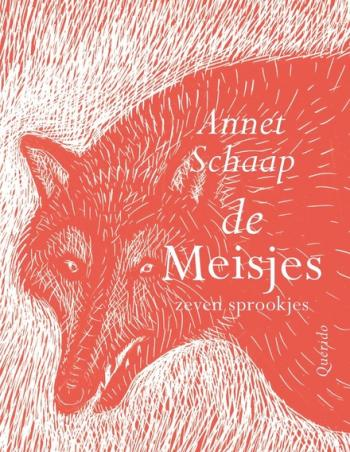 Annet
Schaap
de
Meisjes
zeven sprookjes
Querido